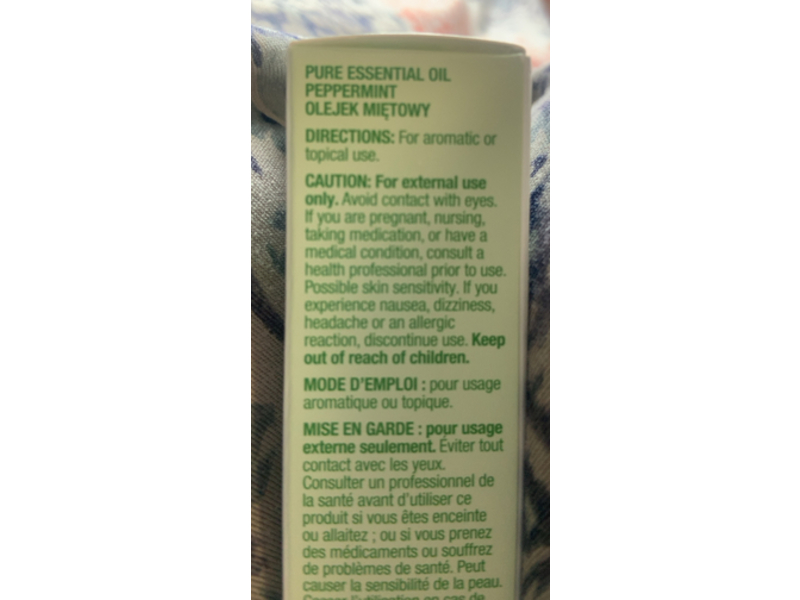 PURE ESSENTIAL OIL
PEPPERMINT
OLEJEK MIĘTOWY
DIRECTIONS: For aromatic or
topical use.
CAUTION: For external use
only. Avoid contact with eyes.
If you are pregnant, nursing,
taking medication, or have a
medical condition, consult a
health professional prior to use.
Possible skin sensitivity. If you
experience nausea, dizziness,
headache or an allergic
reaction, discontinue use. Keep
out of reach of children.
MODE D'EMPLOI : pour usage
aromatique ou topique.
MISE EN GARDE : pour usage
externe seulement. Éviter tout
contact avec les yeux.
Consulter un professionnel de
la santé avant d'utiliser ce
produit si vous êtes enceinte
ou allaitez ; ou si vous prenez
des médicaments ou souffrez
de problèmes de santé. Peut
causer la sensibilité de la peau.
Cesser l'utilisation en cas de